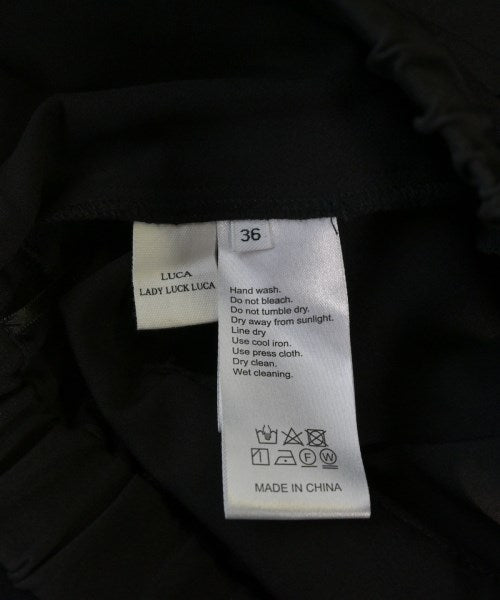 36
LUCA
LADY LUCK LUCA
Hand wash.
Do not bleach.
Do not tumble dry.
Dry away from sunlight.
Line dry
Use cool iron.
Use press cloth.
Dry clean.
Wet cleaning.
F W
MADE IN CHINA